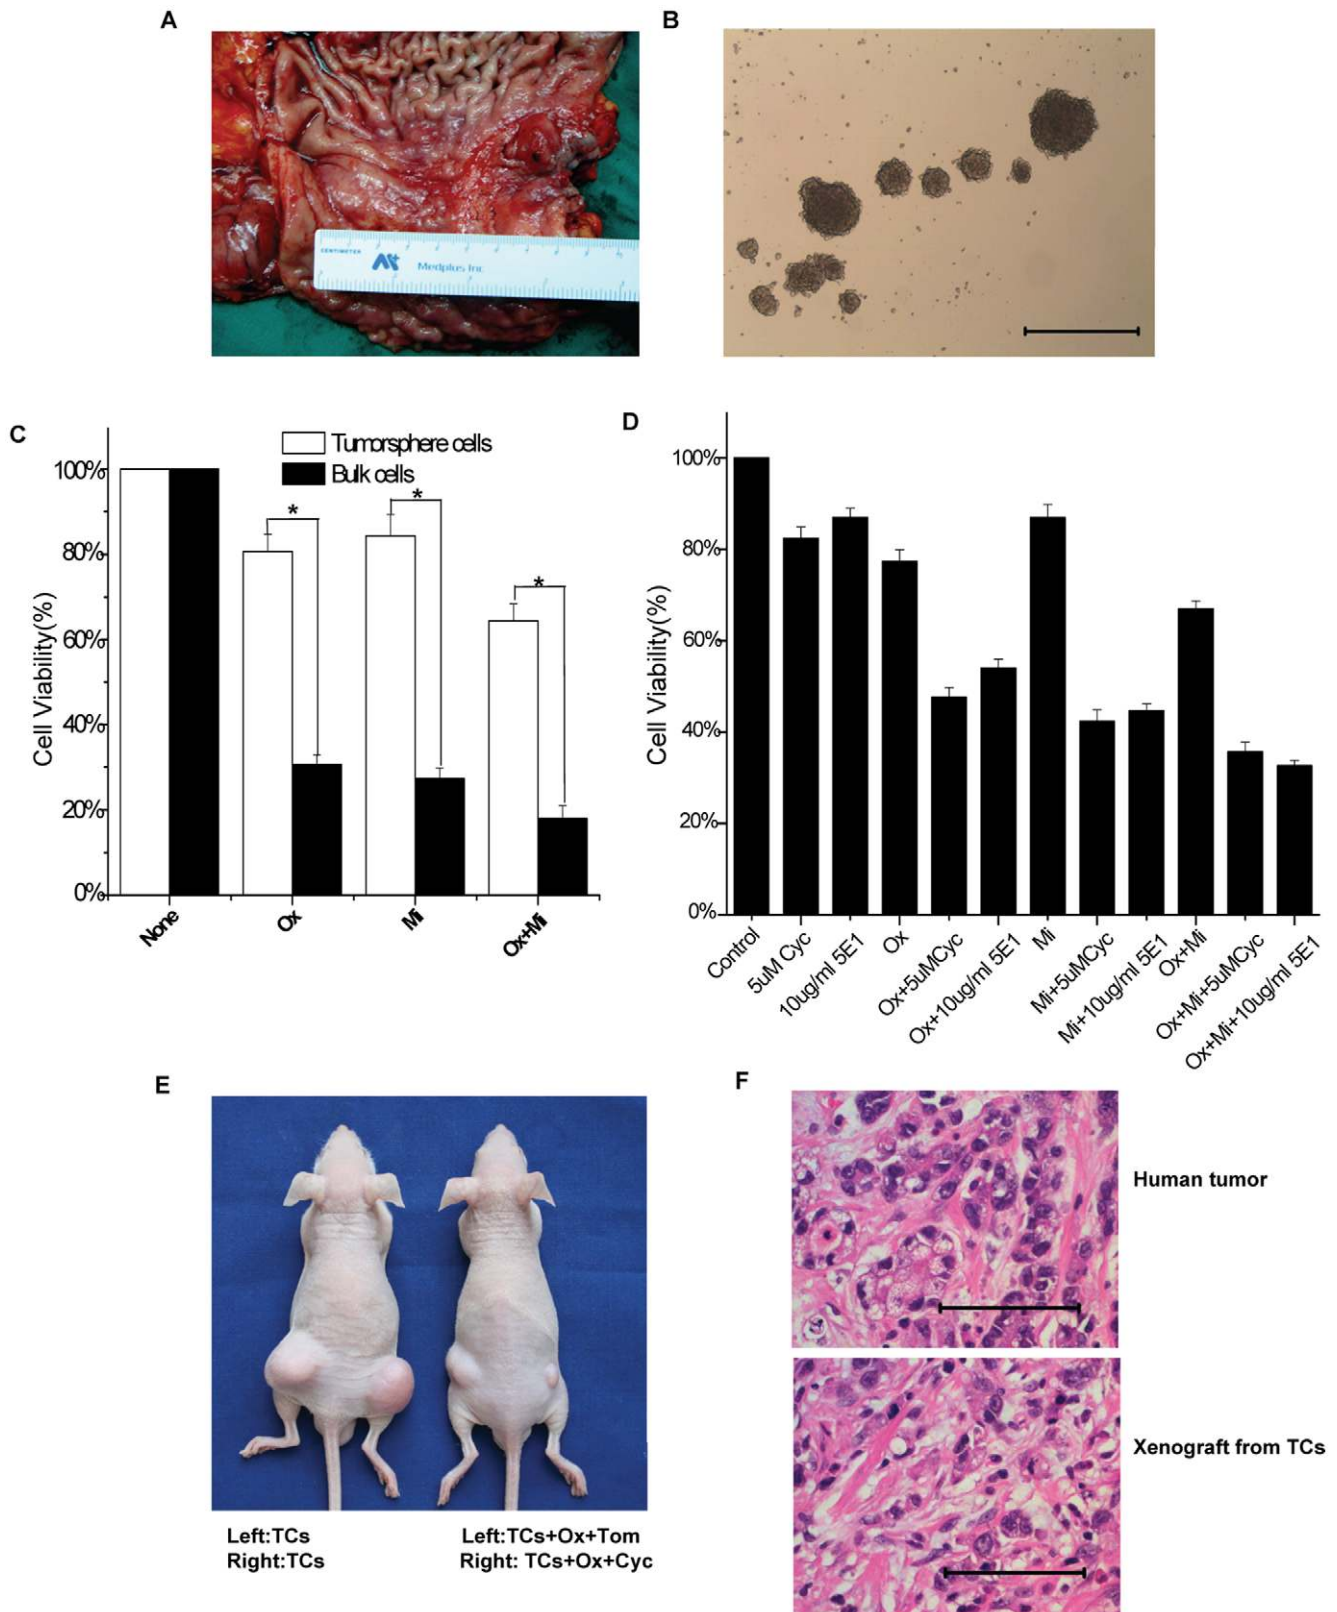 A
B
CENTIMETER
Medplus Inc
C
Tumorsphere cells
Bulk cells
100%
80%
60%
40%
20%
0%
Cell Viability(%)
*
*
*
None
Ox
Mi
Ox+Mi
D
100%
80%
60%
40%
20%
0%
Cell Viability(%)
Control
5uM Cyc
10ug/ml 5E1
Ox
Ox+5uMCyc
Ox+10ug/ml 5E1
Mi
Mi+5uMCyc
Mi+10ug/ml 5E1
Ox+Mi
Ox+Mi+5uMCyc
Ox+Mi+10ug/ml 5E1
E
Left:TCs
Right:TCs
Left:TCs+Ox+Tom
Right: TCs+Ox+Cyc
F
Human tumor
Xenograft from TCs